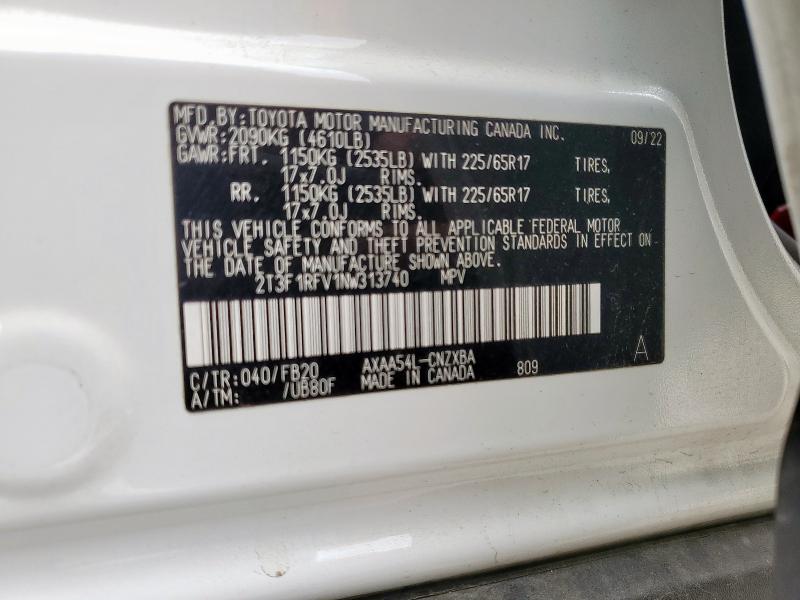 MFD.BY:TOYOTA MOTOR MANUFACTURING CANADA INC. 09/22
GVWR:2090KG (4610LB)
GAWR:FRT. 1150KG (2535LB) WITH 225/65R17 TIRES,
17x7.0J RIMS.
RR. 1150KG (2535LB) WITH 225/65R17 TIRES,
17x7.0J RIMS.
THIS VEHICLE CONFORMS TO ALL APPLICABLE FEDERAL MOTOR
VEHICLE SAFETY AND THEFT PREVENTION STANDARDS IN EFFECT ON
THE DATE OF MANUFACTURE SHOWN ABOVE.
2T3F1RFV1NW313740 MPV
C/TR:040/FB20 AXAA54L-CNZXBA A
A/TM: /UB80F MADE IN CANADA 809